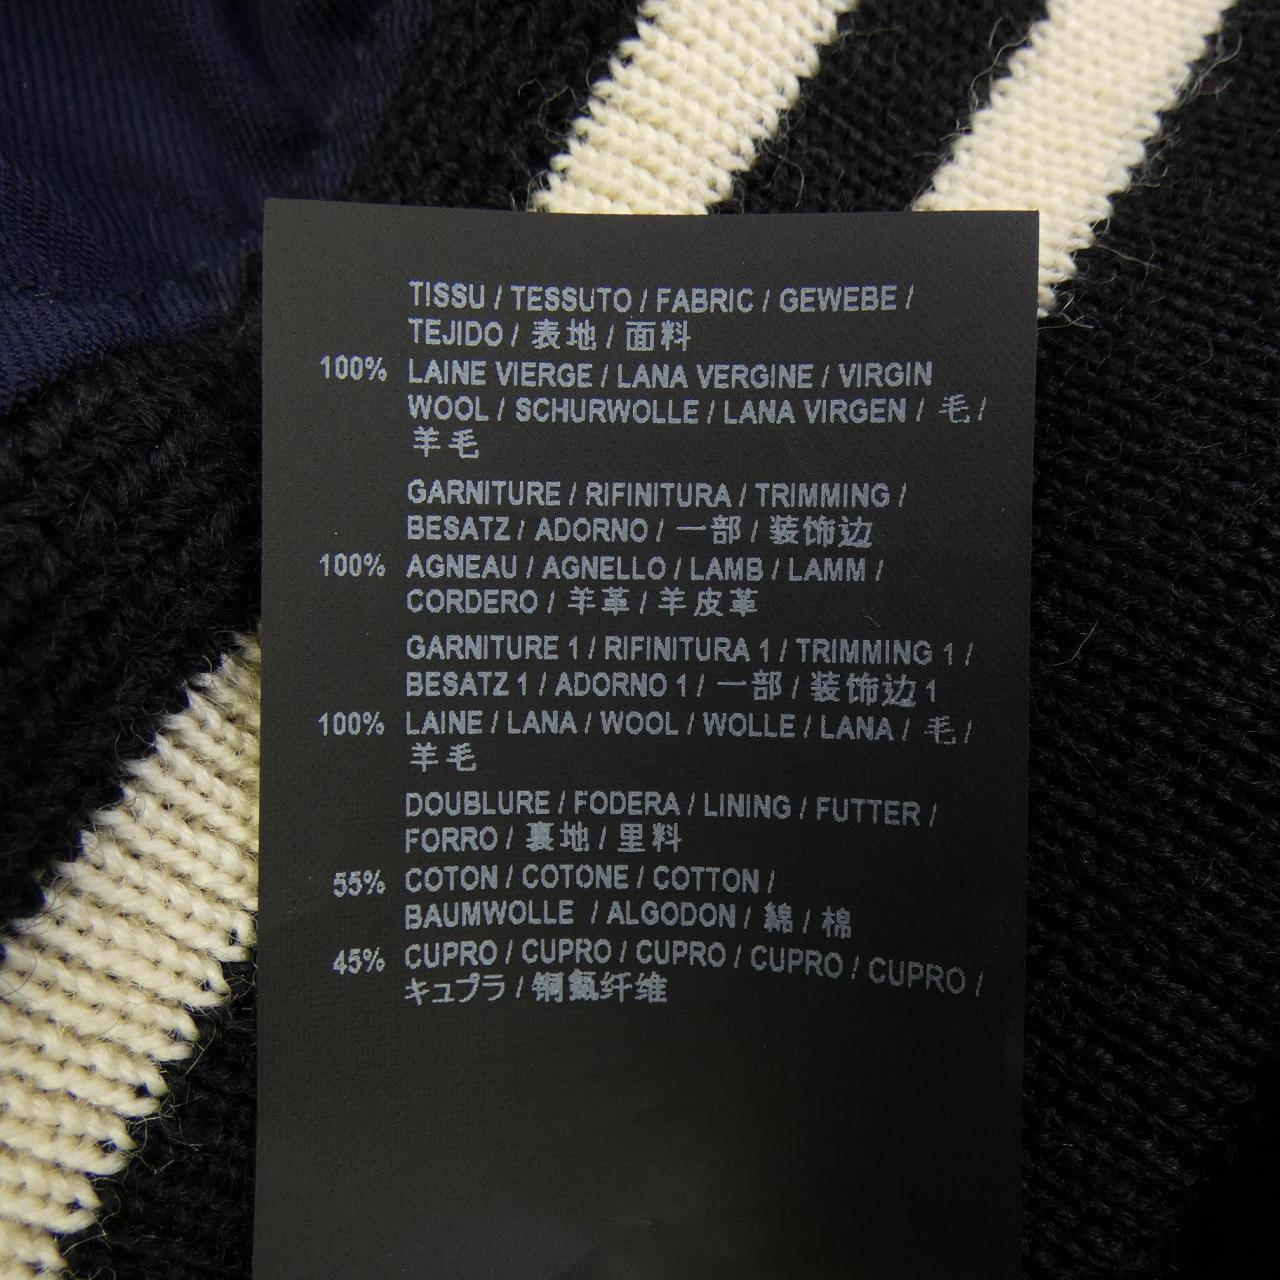 TISSU / TESSUTO / FABRIC / GEWEBE /
TEJIDO / 表地 / 面料
100% LAINE VIERGE / LANA VERGINE / VIRGIN
WOOL / SCHURWOLLE / LANA VIRGEN / 毛 /
羊毛
GARNITURE / RIFINITURA / TRIMMING /
BESATZ / ADORNO / 一部 / 装饰边
100% AGNEAU / AGNELLO / LAMB / LAMM /
CORDERO / 羊革 / 羊皮革
GARNITURE 1 / RIFINITURA 1 / TRIMMING 1 /
BESATZ 1 / ADORNO 1 / 一部 / 装饰边 1
100% LAINE / LANA / WOOL / WOLLE / LANA / 毛 /
羊毛
DOUBLURE / FODERA / LINING / FUTTER /
FORRO / 裏地 / 里料
55% COTON / COTONE / COTTON /
BAUMWOLLE / ALGODON / 綿 / 棉
45% CUPRO / CUPRO / CUPRO / CUPRO / CUPRO /
キュプラ / 铜氨纤维